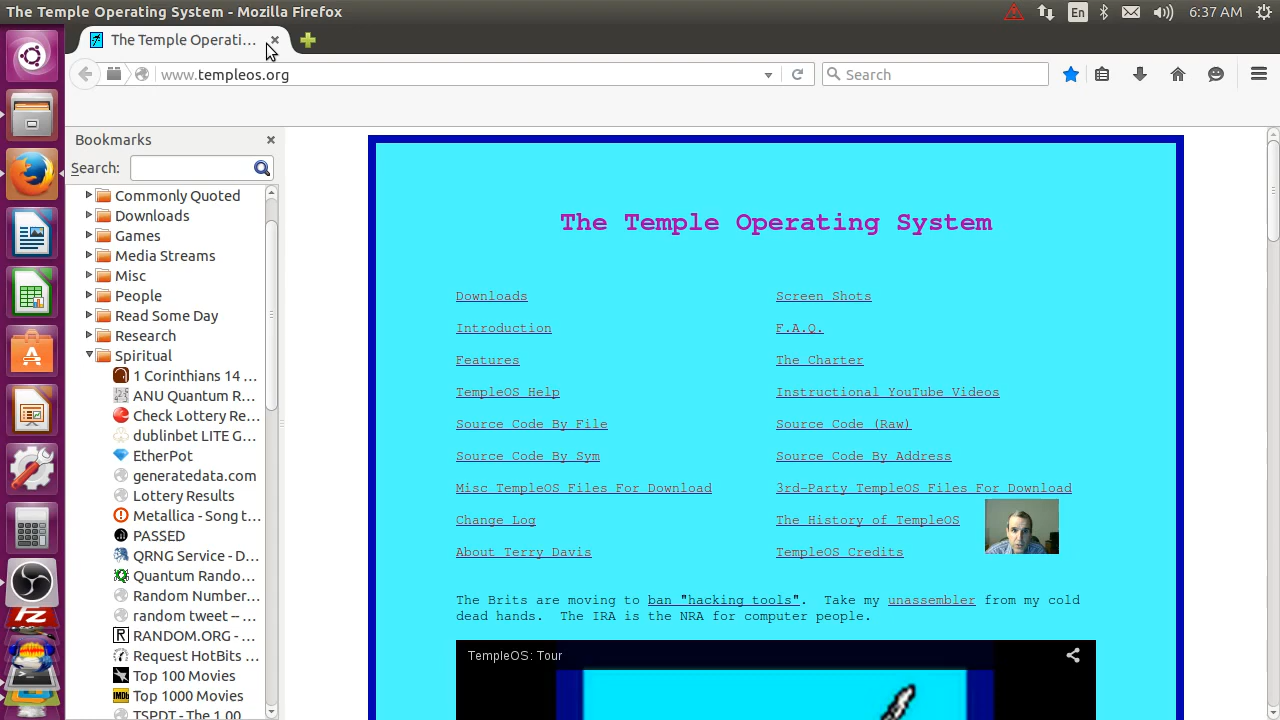 The Temple Operating System - Mozilla Firefox
En
6:37 AM
The Temple Operati...
www.templeos.org
Search
Bookmarks
Search:
Commonly Quoted
Downloads
Games
Media Streams
Misc
People
Read Some Day
Research
Spiritual
1 Corinthians 14 ...
ANU Quantum R...
Check Lottery Re...
dublinbet LITE G...
EtherPot
generatedata.com
Lottery Results
Metallica - Song t...
PASSED
QRNG Service - D...
Quantum Rando...
Random Number...
random tweet -- ...
RANDOM.ORG - ...
Request HotBits ...
Top 100 Movies
Top 1000 Movies
TSPDT - The 1,00...
The Temple Operating System
Downloads
Screen Shots
Introduction
F.A.Q.
Features
The Charter
TempleOS Help
Instructional YouTube Videos
Source Code By File
Source Code (Raw)
Source Code By Sym
Source Code By Address
Misc TempleOS Files For Download
3rd-Party TempleOS Files For Download
Change Log
The History of TempleOS
About Terry Davis
TempleOS Credits
The Brits are moving to ban "hacking tools".  Take my unassembler from my cold
dead hands.  The IRA is the NRA for computer people.
TempleOS: Tour